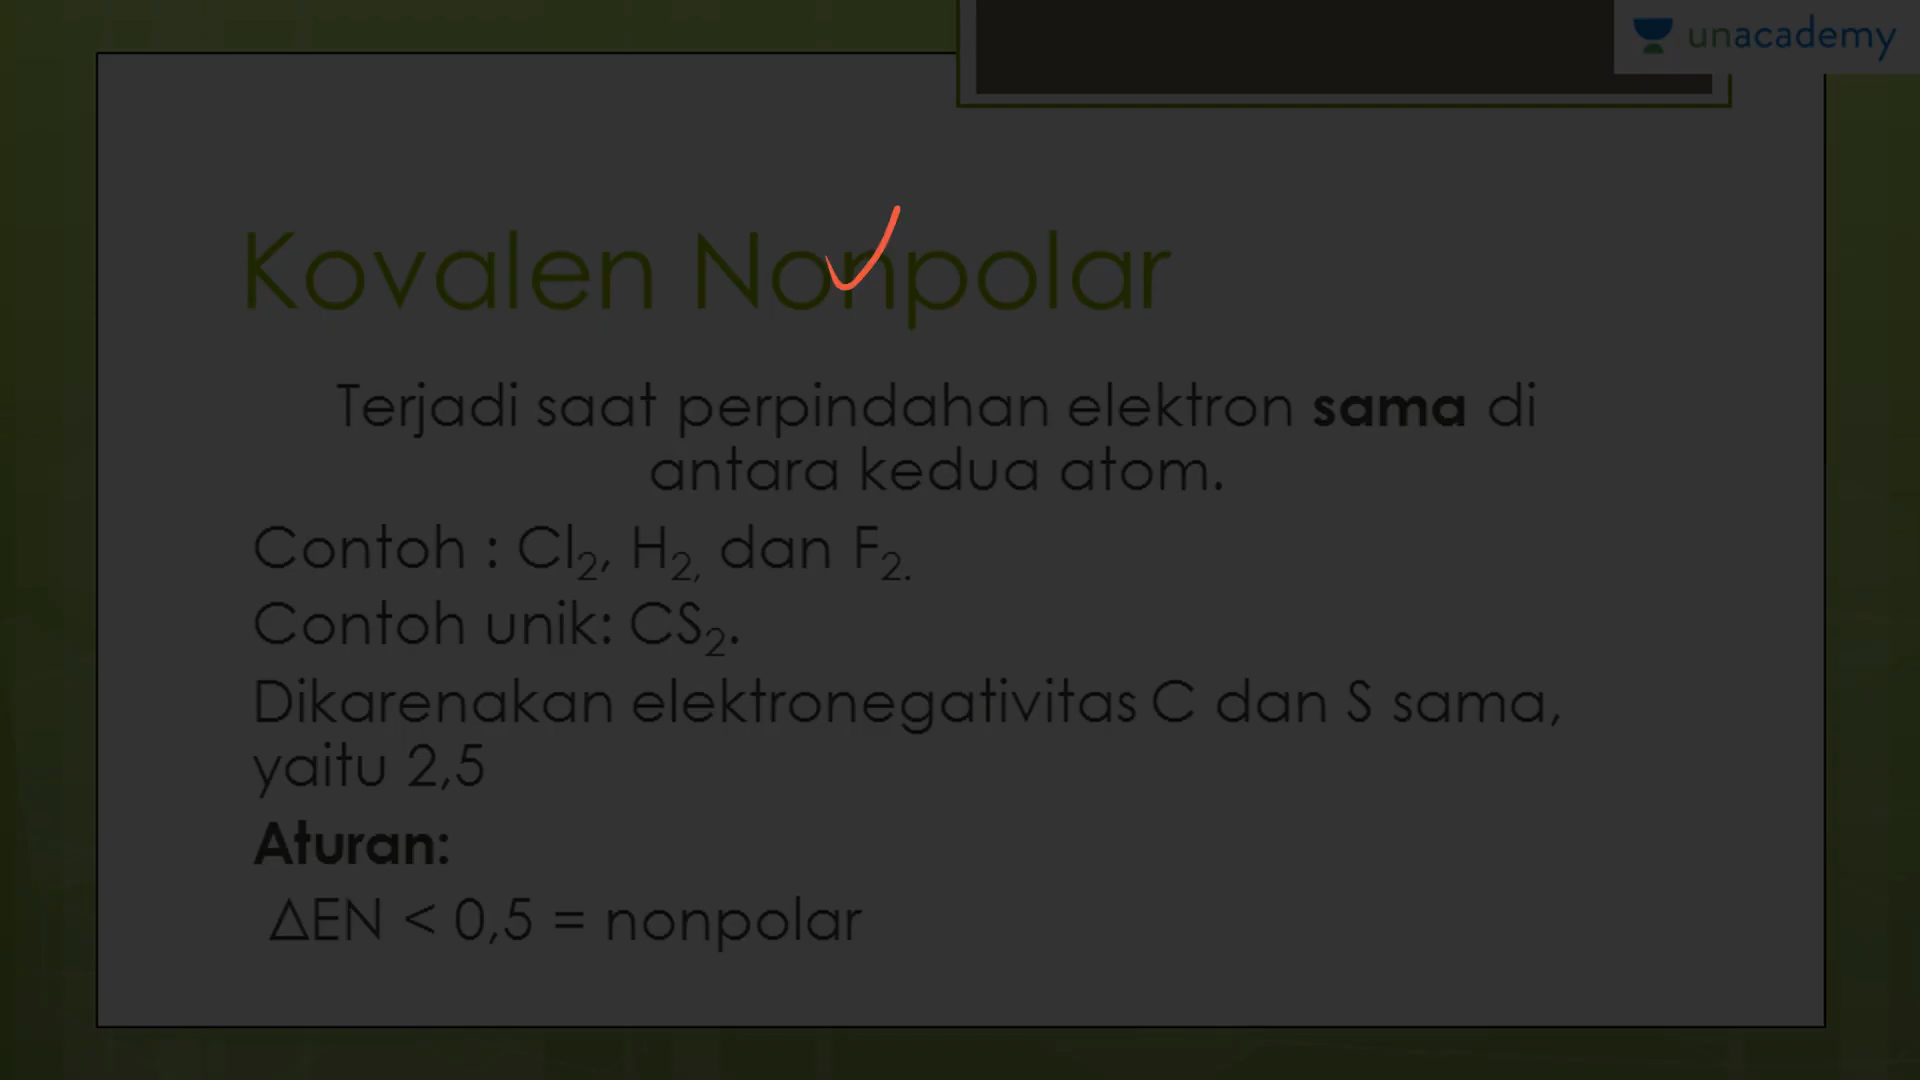 unacademy
Kovalen Nonpolar
Terjadi saat perpindahan elektron sama di
antara kedua atom.
Contoh : Cl₂, H₂, dan F₂.
Contoh unik: CS₂.
Dikarenakan elektronegativitas C dan S sama,
yaitu 2,5
Aturan:
ΔEN < 0,5 = nonpolar